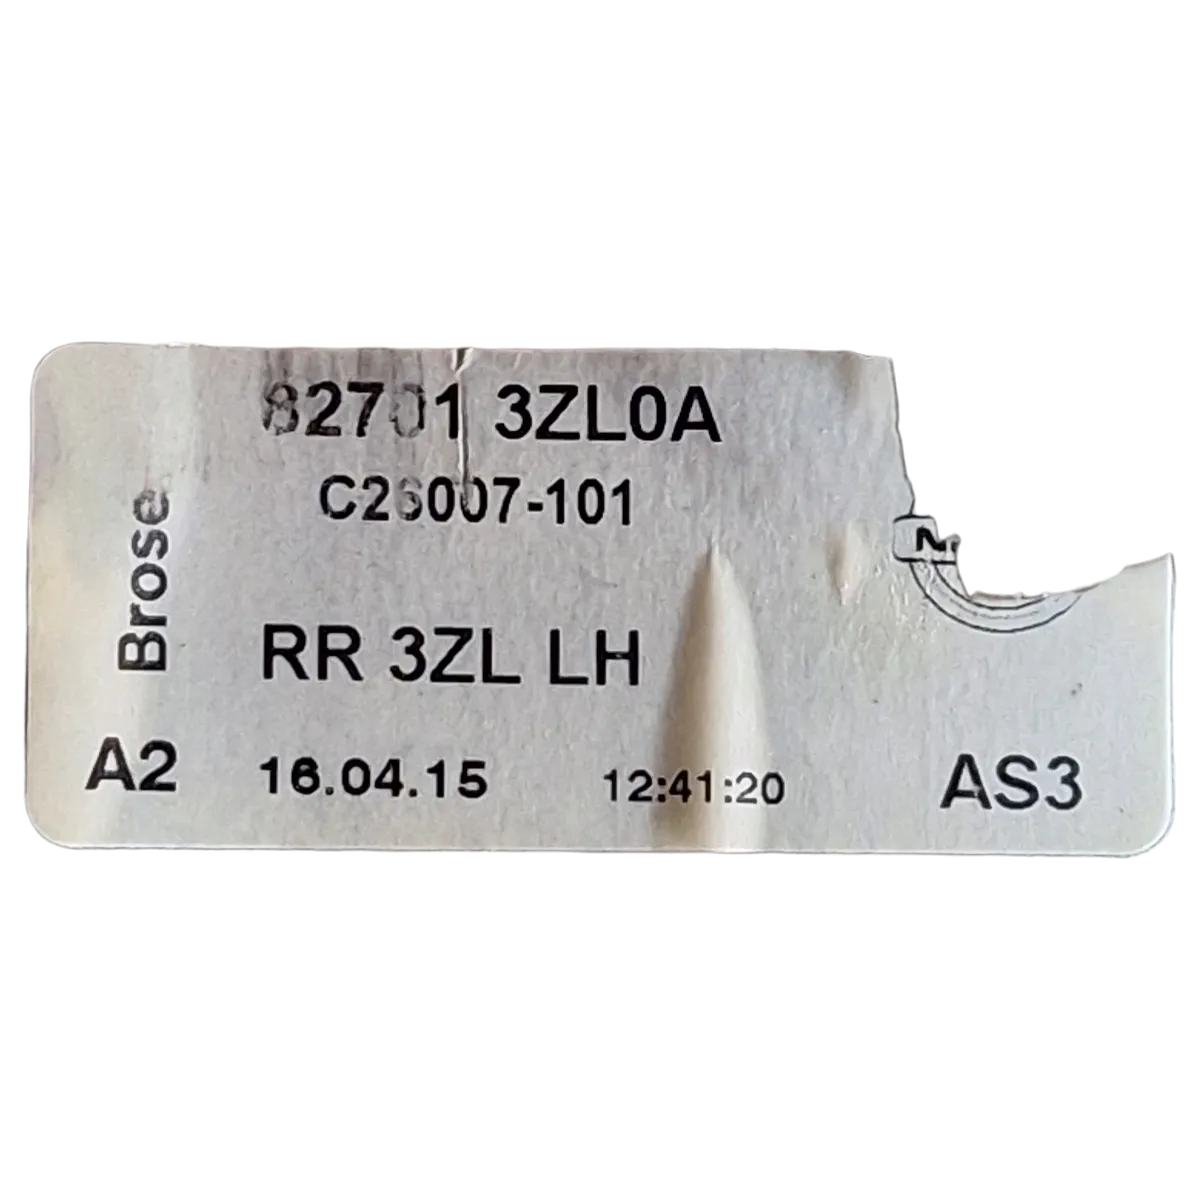 82701 3ZL0A
C26007-101
Brose
RR 3ZL LH
A2 16.04.15 12:41:20 AS3